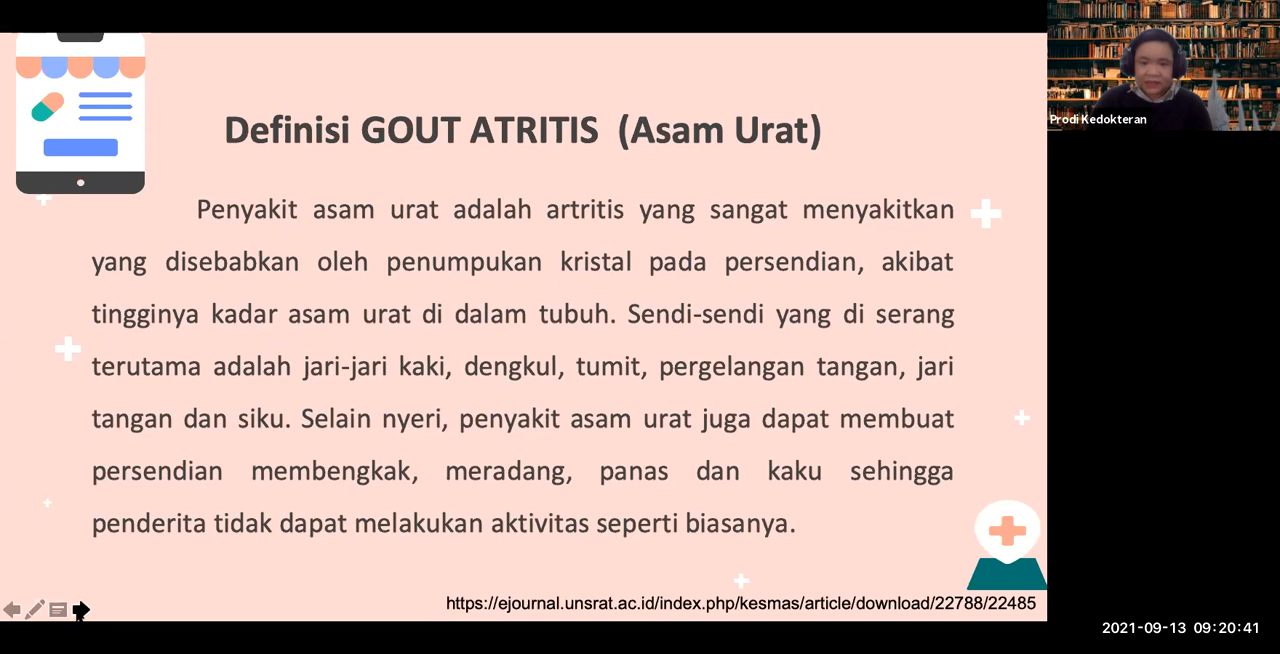 Definisi GOUT ATRITIS (Asam Urat)
Penyakit asam urat adalah artritis yang sangat menyakitkan
yang disebabkan oleh penumpukan kristal pada persendian, akibat
tingginya kadar asam urat di dalam tubuh. Sendi-sendi yang di serang
terutama adalah jari-jari kaki, dengkul, tumit, pergelangan tangan, jari
tangan dan siku. Selain nyeri, penyakit asam urat juga dapat membuat
persendian membengkak, meradang, panas dan kaku sehingga
penderita tidak dapat melakukan aktivitas seperti biasanya.
https://ejournal.unsrat.ac.id/index.php/kesmas/article/download/22788/22485
Prodi Kedokteran
2021-09-13 09:20:41